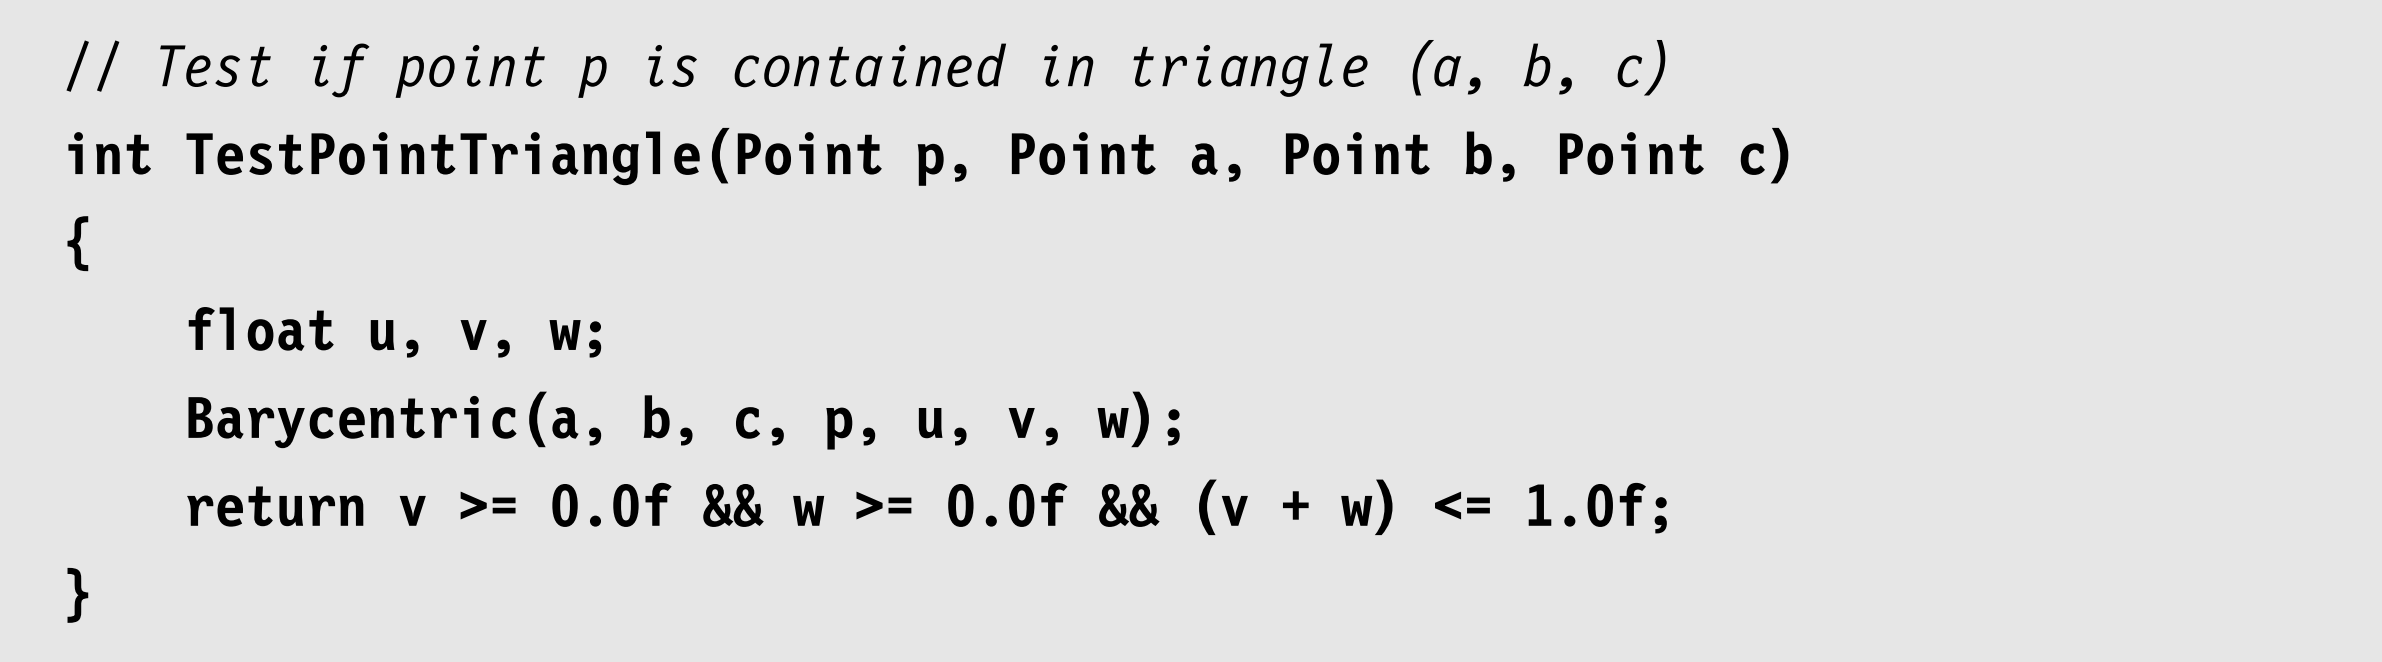 // Test if point p is contained in triangle (a, b, c)
int TestPointTriangle(Point p, Point a, Point b, Point c)
{
    float u, v, w;
    Barycentric(a, b, c, p, u, v, w);
    return v >= 0.0f && w >= 0.0f && (v + w) <= 1.0f;
}